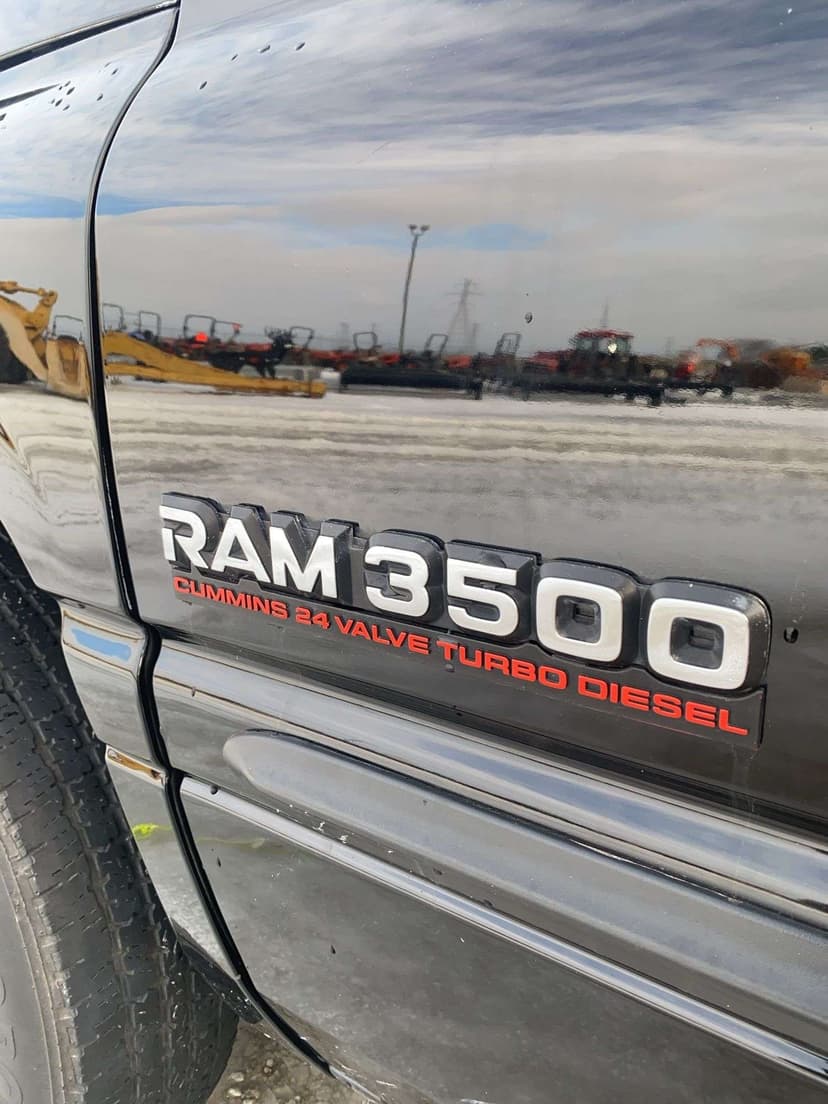 RAM 3500
CUMMINS 24 VALVE TURBO DIESEL